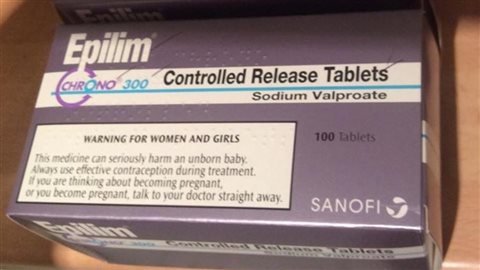 Epilim®
CHRONO® 300
Controlled Release Tablets
Sodium Valproate
100 Tablets
WARNING FOR WOMEN AND GIRLS
This medicine can seriously harm an unborn baby.
Always use effective contraception during treatment.
If you are thinking about becoming pregnant,
or you become pregnant, talk to your doctor straight away.
SANOFI
Epilim®
CHRONO® 300 Controlled Release Tablets